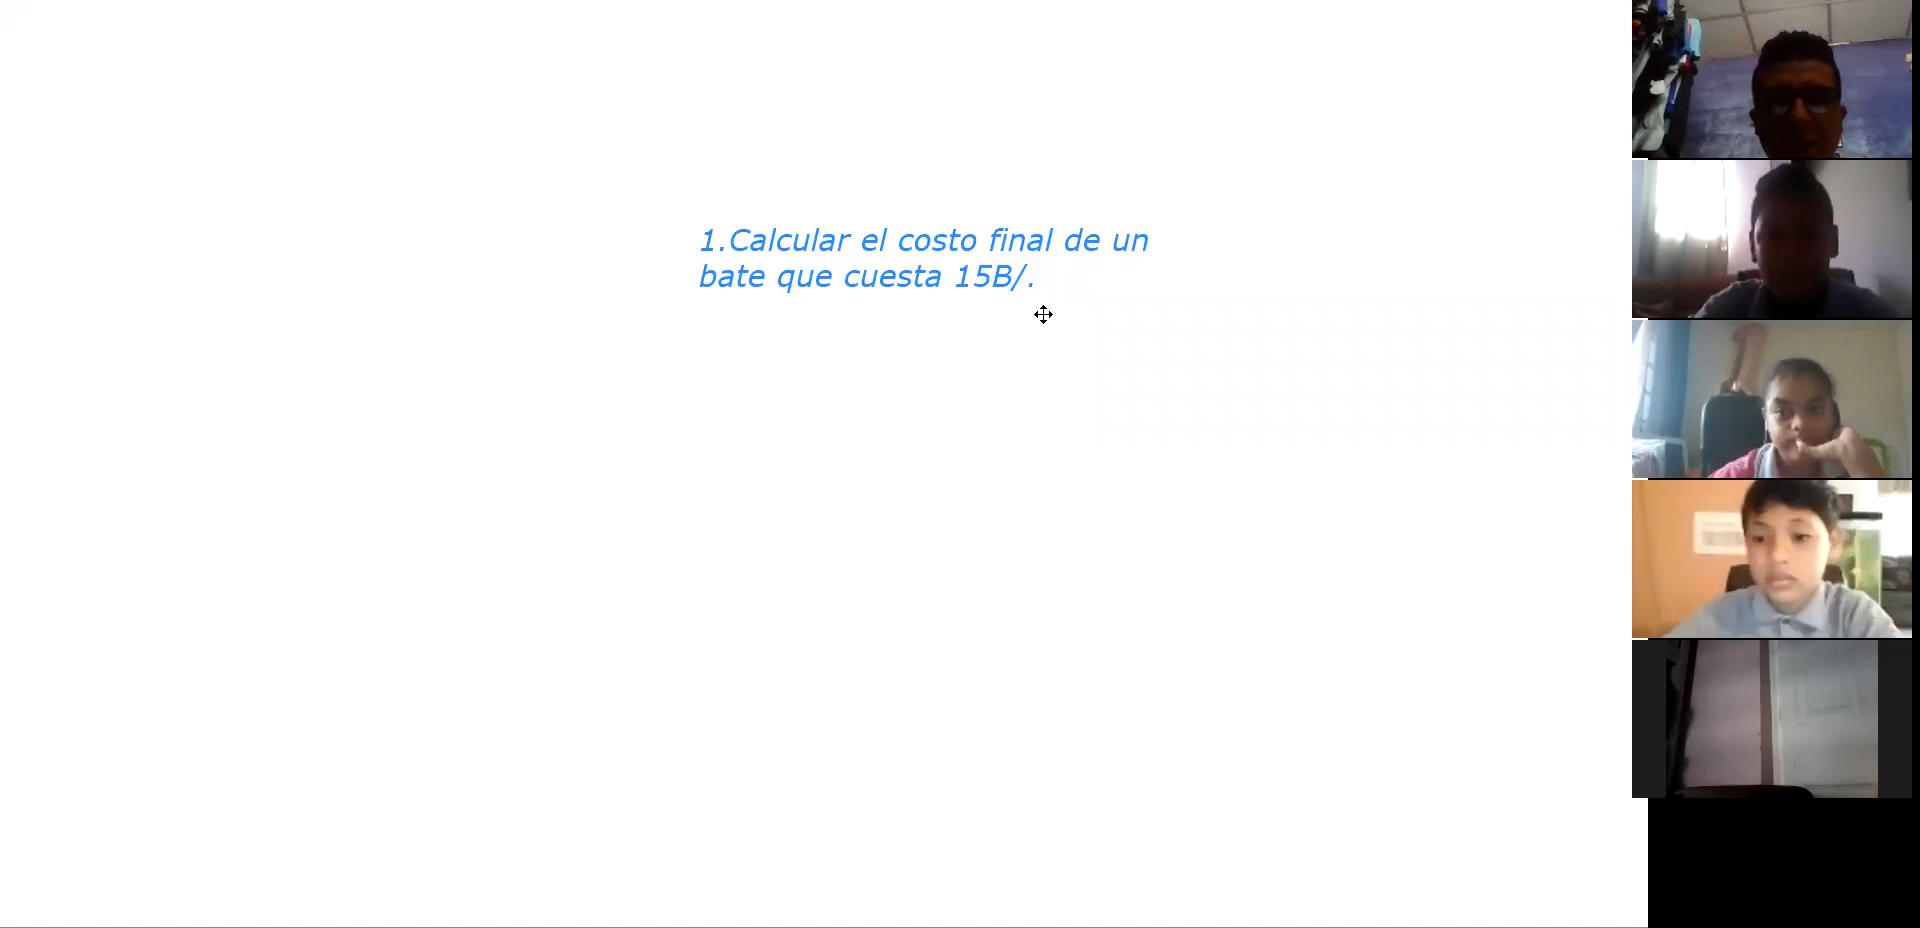 1.Calcular el costo final de un
bate que cuesta 15B/.